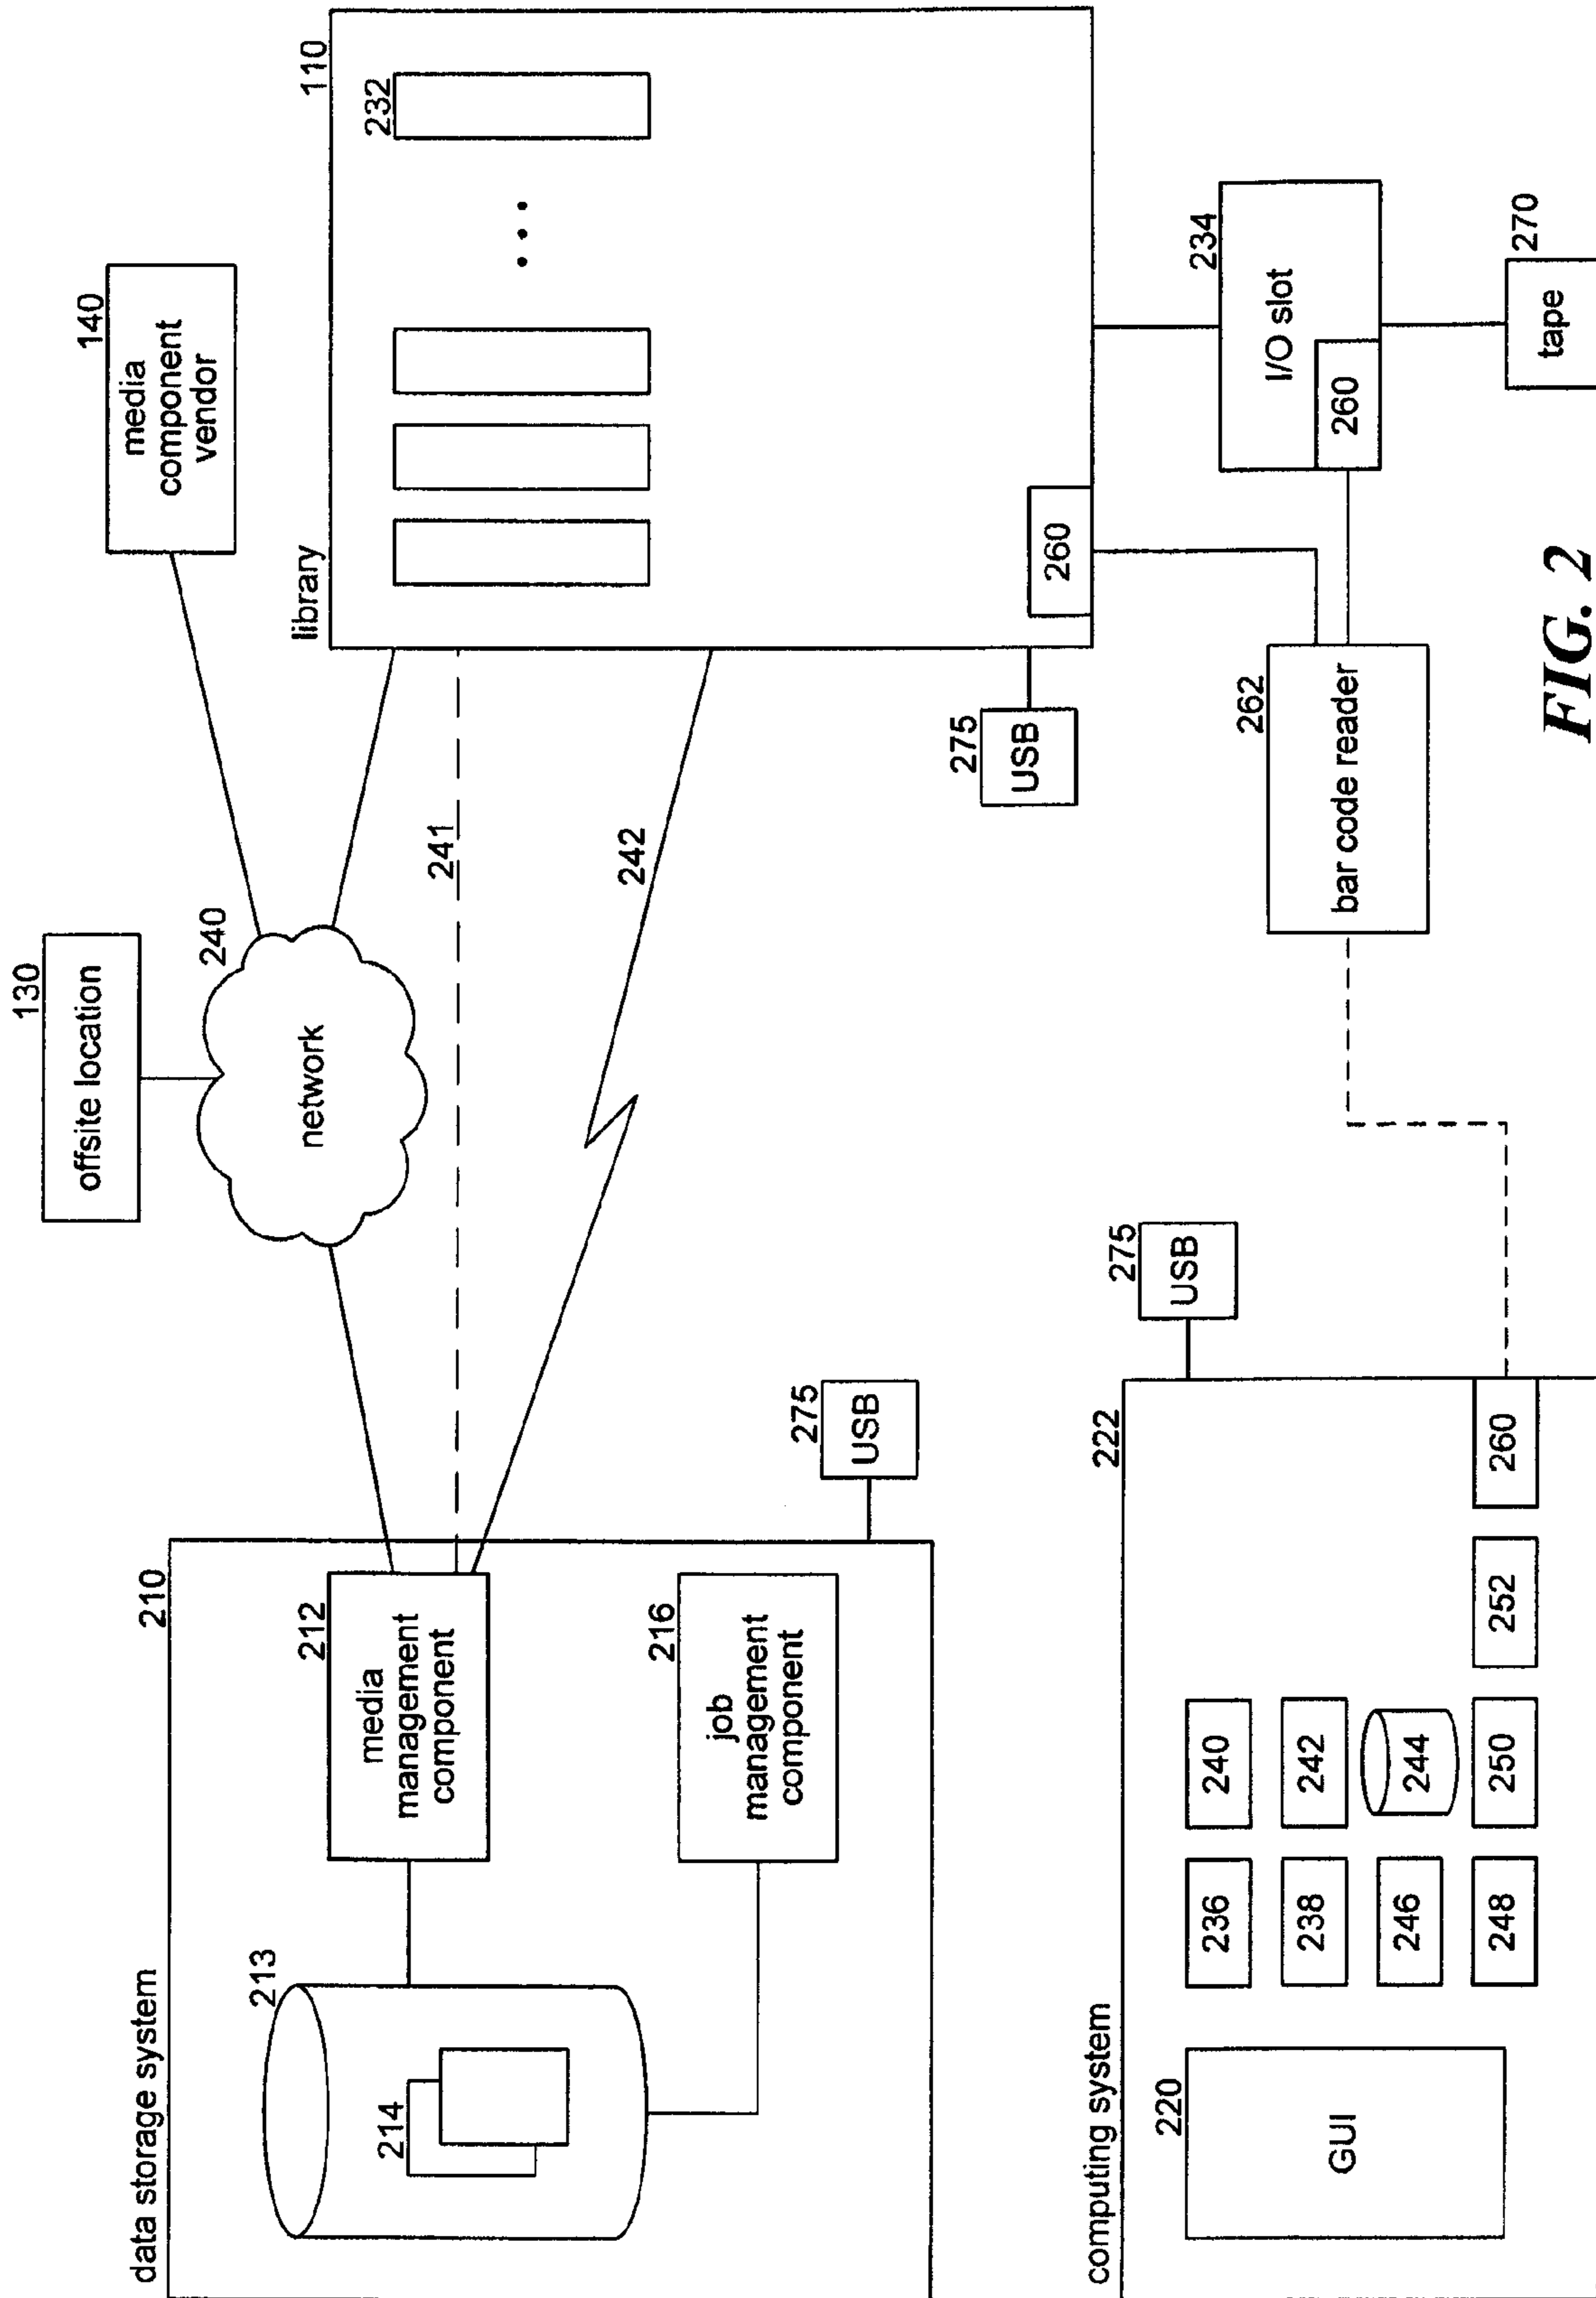 130
offsite location
140
media
component
vendor
240
network
library
110
232
241
242
260
275
USB
data storage system
210
212
media
management
component
213
214
216
job
management
component
275
USB
234
I/O slot
260
262
bar code reader
270
tape
computing system
222
275
USB
220
GUI
236
240
238
242
246
244
248
250
252
260
FIG. 2